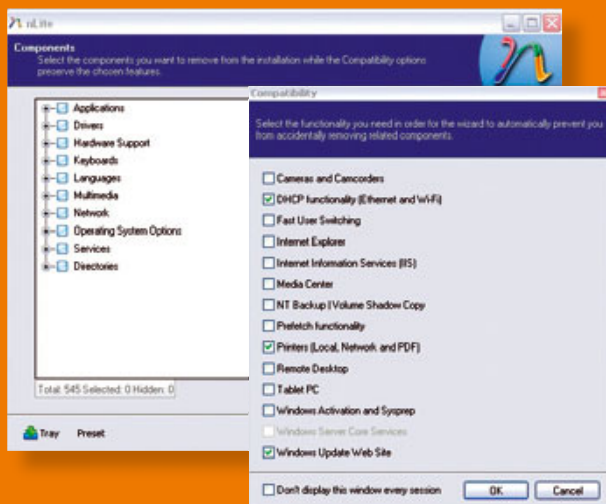 nLite
Components
Select the components you want to remove from the installation while the Compatibility options
preserve the chosen features.
Applications
Drivers
Hardware Support
Keyboards
Languages
Multimedia
Network
Operating System Options
Services
Directories
Total: 545 Selected: 0 Hidden: 0
Tray Preset
Compatibility
Select the functionality you need in order for the wizard to automatically prevent you
from accidentally removing related components.
Cameras and Camcorders
DHCP functionality (Ethernet and Wi-Fi)
Fast User Switching
Internet Explorer
Internet Information Services (IIS)
Media Center
NT Backup | Volume Shadow Copy
Prefetch functionality
Printers (Local, Network and PDF)
Remote Desktop
Tablet PC
Windows Activation and Sysprep
Windows Server Core Services
Windows Update Web Site
Don't display this window every session OK Cancel